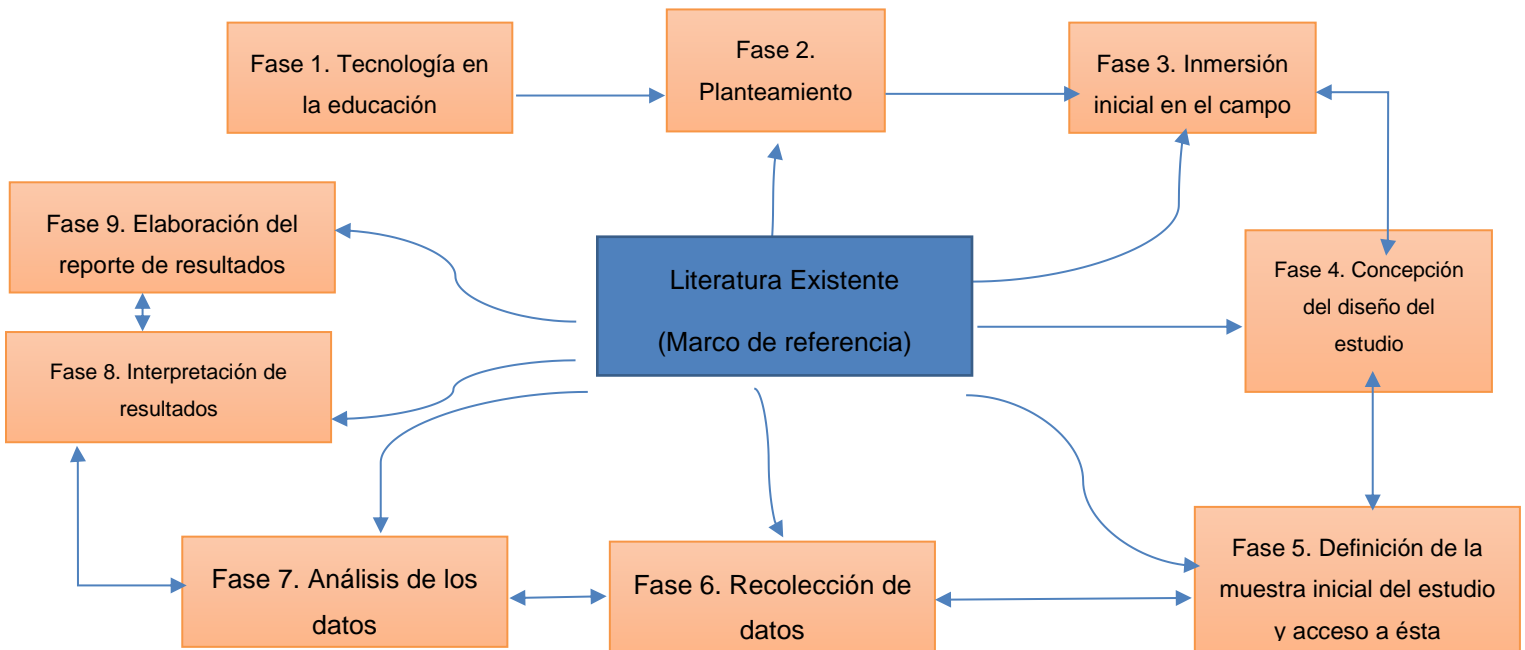 Fase 1. Tecnología en
la educación
Fase 2.
Planteamiento
Fase 3. Inmersión
inicial en el campo
Fase 9. Elaboración del
reporte de resultados
Literatura Existente
(Marco de referencia)
Fase 4. Concepción
del diseño del
estudio
Fase 8. Interpretación de
resultados
Fase 7. Análisis de los
datos
Fase 6. Recolección de
datos
Fase 5. Definición de la
muestra inicial del estudio
y acceso a ésta